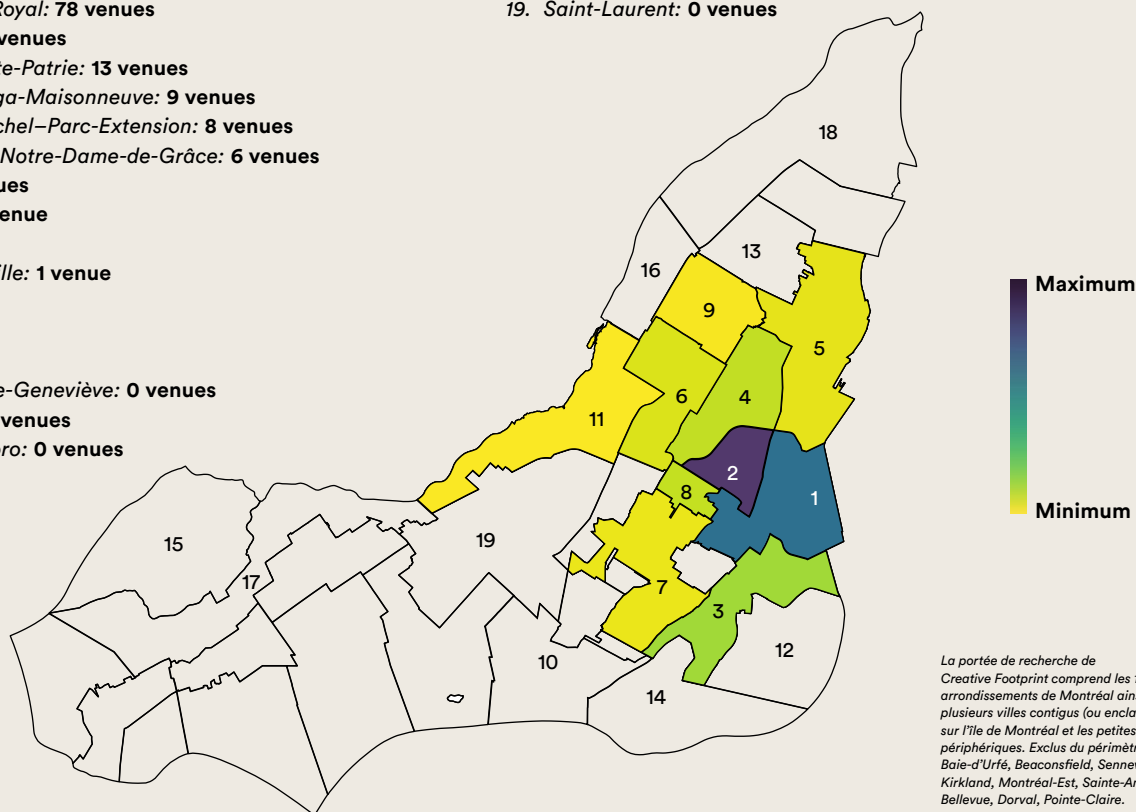 Royal: 78 venues
venues
te-Patrie: 13 venues
ga-Maisonneuve: 9 venues
chel–Parc-Extension: 8 venues
Notre-Dame-de-Grâce: 6 venues
ues
enue
ille: 1 venue
e-Geneviève: 0 venues
venues
oro: 0 venues
19. Saint-Laurent: 0 venues
18
13
16
9
5
6
4
11
2
8
1
15
19
17
7
3
12
10
14
Maximum
Minimum
La portée de recherche de
Creative Footprint comprend les
arrondissements de Montréal ains
plusieurs villes contigus (ou encla
sur l'île de Montréal et les petites
périphériques. Exclus du périmètr
Baie-d'Urfé, Beaconsfield, Sennev
Kirkland, Montréal-Est, Sainte-An
Bellevue, Dorval, Pointe-Claire.